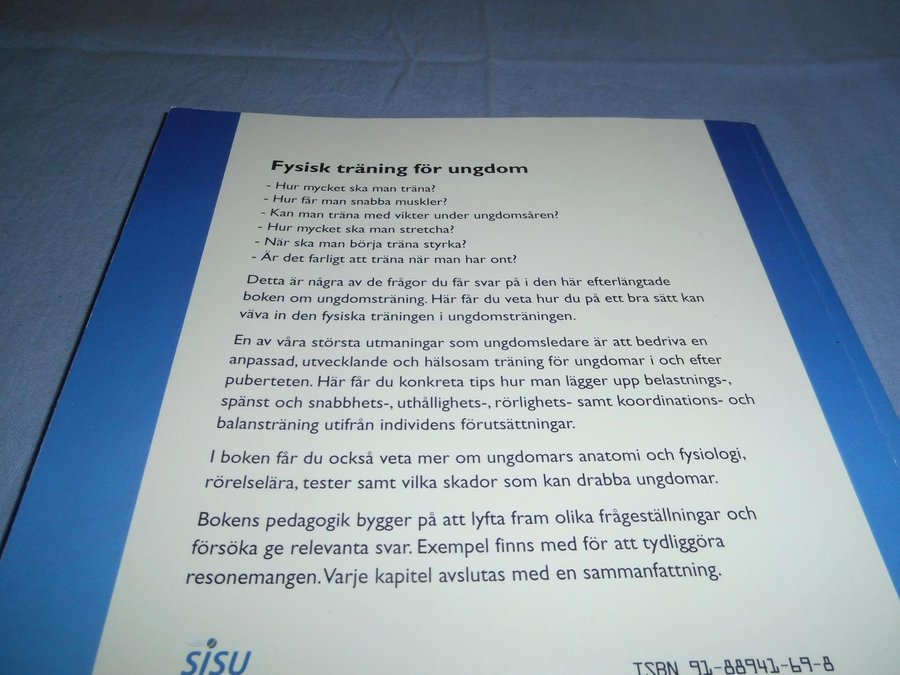 Fysisk träning för ungdom
- Hur mycket ska man träna?
- Hur får man snabba muskler?
- Kan man träna med vikter under ungdomsåren?
- Hur mycket ska man stretcha?
- När ska man börja träna styrka?
- Är det farligt att träna när man har ont?
Detta är några av de frågor du får svar på i den här efterlängtade
boken om ungdomsträning. Här får du veta hur du på ett bra sätt kan
väva in den fysiska träningen i ungdomsträningen.
En av våra största utmaningar som ungdomsledare är att bedriva en
anpassad, utvecklande och hälsosam träning för ungdomar i och efter
puberteten. Här får du konkreta tips hur man lägger upp belastnings-,
spänst och snabbhets-, uthållighets-, rörlighets- samt koordinations- och
balansträning utifrån individens förutsättningar.
I boken får du också veta mer om ungdomars anatomi och fysiologi,
rörelselära, tester samt vilka skador som kan drabba ungdomar.
Bokens pedagogik bygger på att lyfta fram olika frågeställningar och
försöka ge relevanta svar. Exempel finns med för att tydliggöra
resonemangen. Varje kapitel avslutas med en sammanfattning.
SISU
ISBN 91-88941-69-8